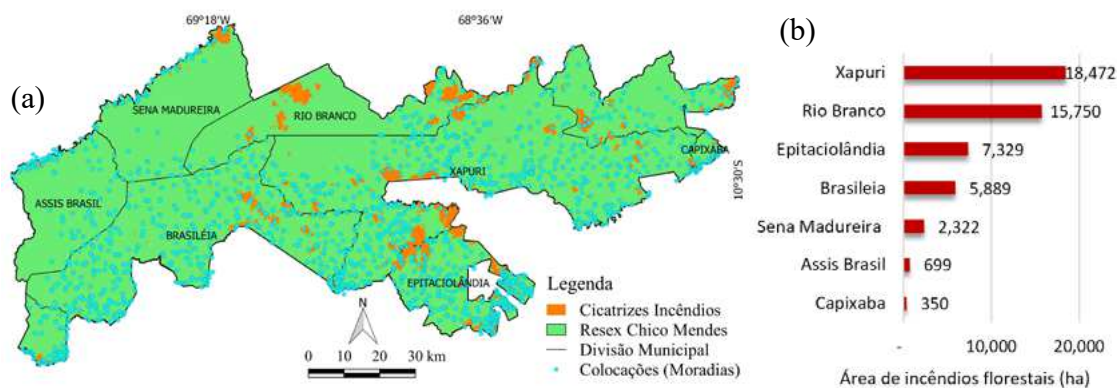 (a)
69°18' W
68°36' W
SENA MADUREIRA
RIO BRANCO
XAPURI
CAPIXABA
10°30'S
ASSIS BRASIL
BRASILÉIA
EPITACIOLÂNDIA
Legenda
Cicatrizes Incêndios
Resex Chico Mendes
Divisão Municipal
Colocações (Moradias)
N
0 10 20 30 km
(b)
Xapuri 18,472
Rio Branco 15,750
Epitaciolândia 7,329
Brasileia 5,889
Sena Madureira 2,322
Assis Brasil 699
Capixaba 350
- 10,000 20,000
Área de incêndios florestais (ha)